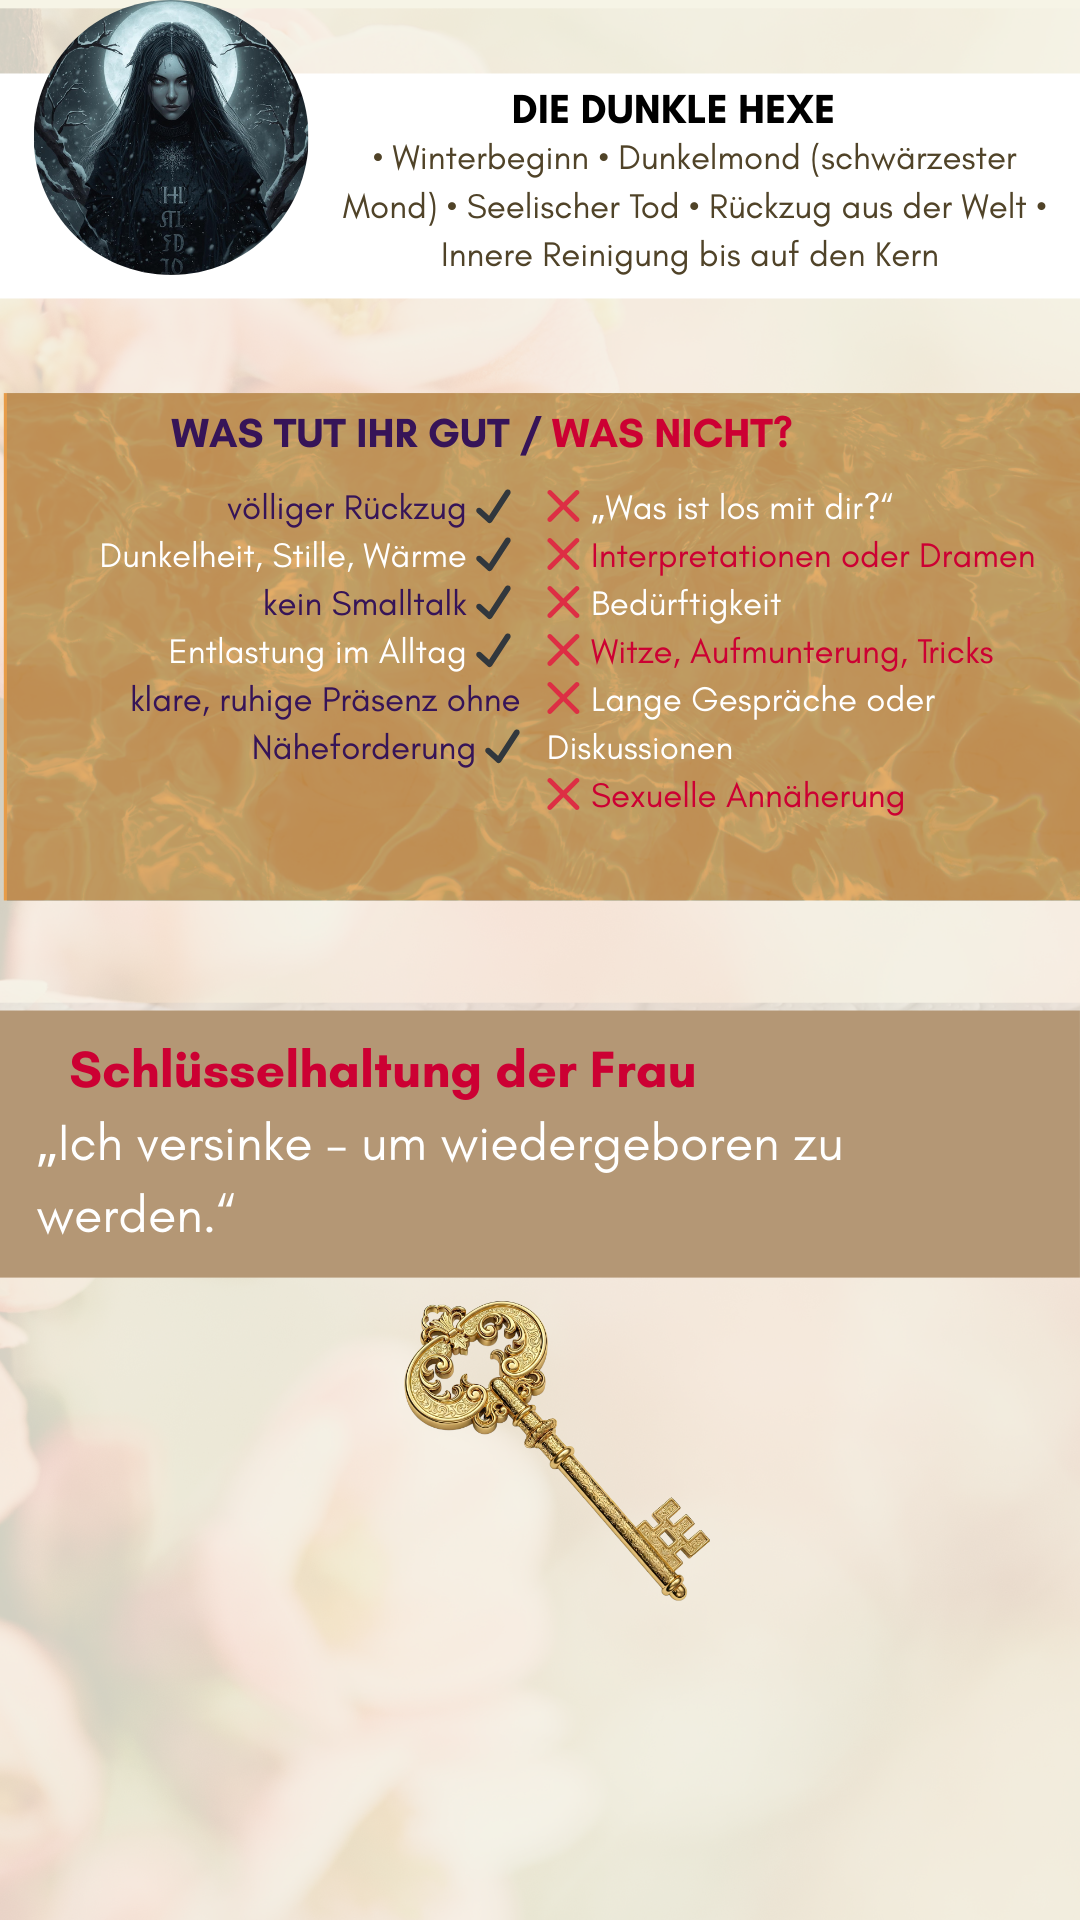 DIE DUNKLE HEXE
• Winterbeginn • Dunkelmond (schwärzester
Mond) • Seelischer Tod • Rückzug aus der Welt •
Innere Reinigung bis auf den Kern
WAS TUT IHR GUT / WAS NICHT?
völliger Rückzug ✔
Dunkelheit, Stille, Wärme ✔
kein Smalltalk ✔
Entlastung im Alltag ✔
klare, ruhige Präsenz ohne
Näheforderung ✔
❌ „Was ist los mit dir?“
❌ Interpretationen oder Dramen
❌ Bedürftigkeit
❌ Witze, Aufmunterung, Tricks
❌ Lange Gespräche oder
Diskussionen
❌ Sexuelle Annäherung
Schlüsselhaltung der Frau
„Ich versinke – um wiedergeboren zu
werden.“